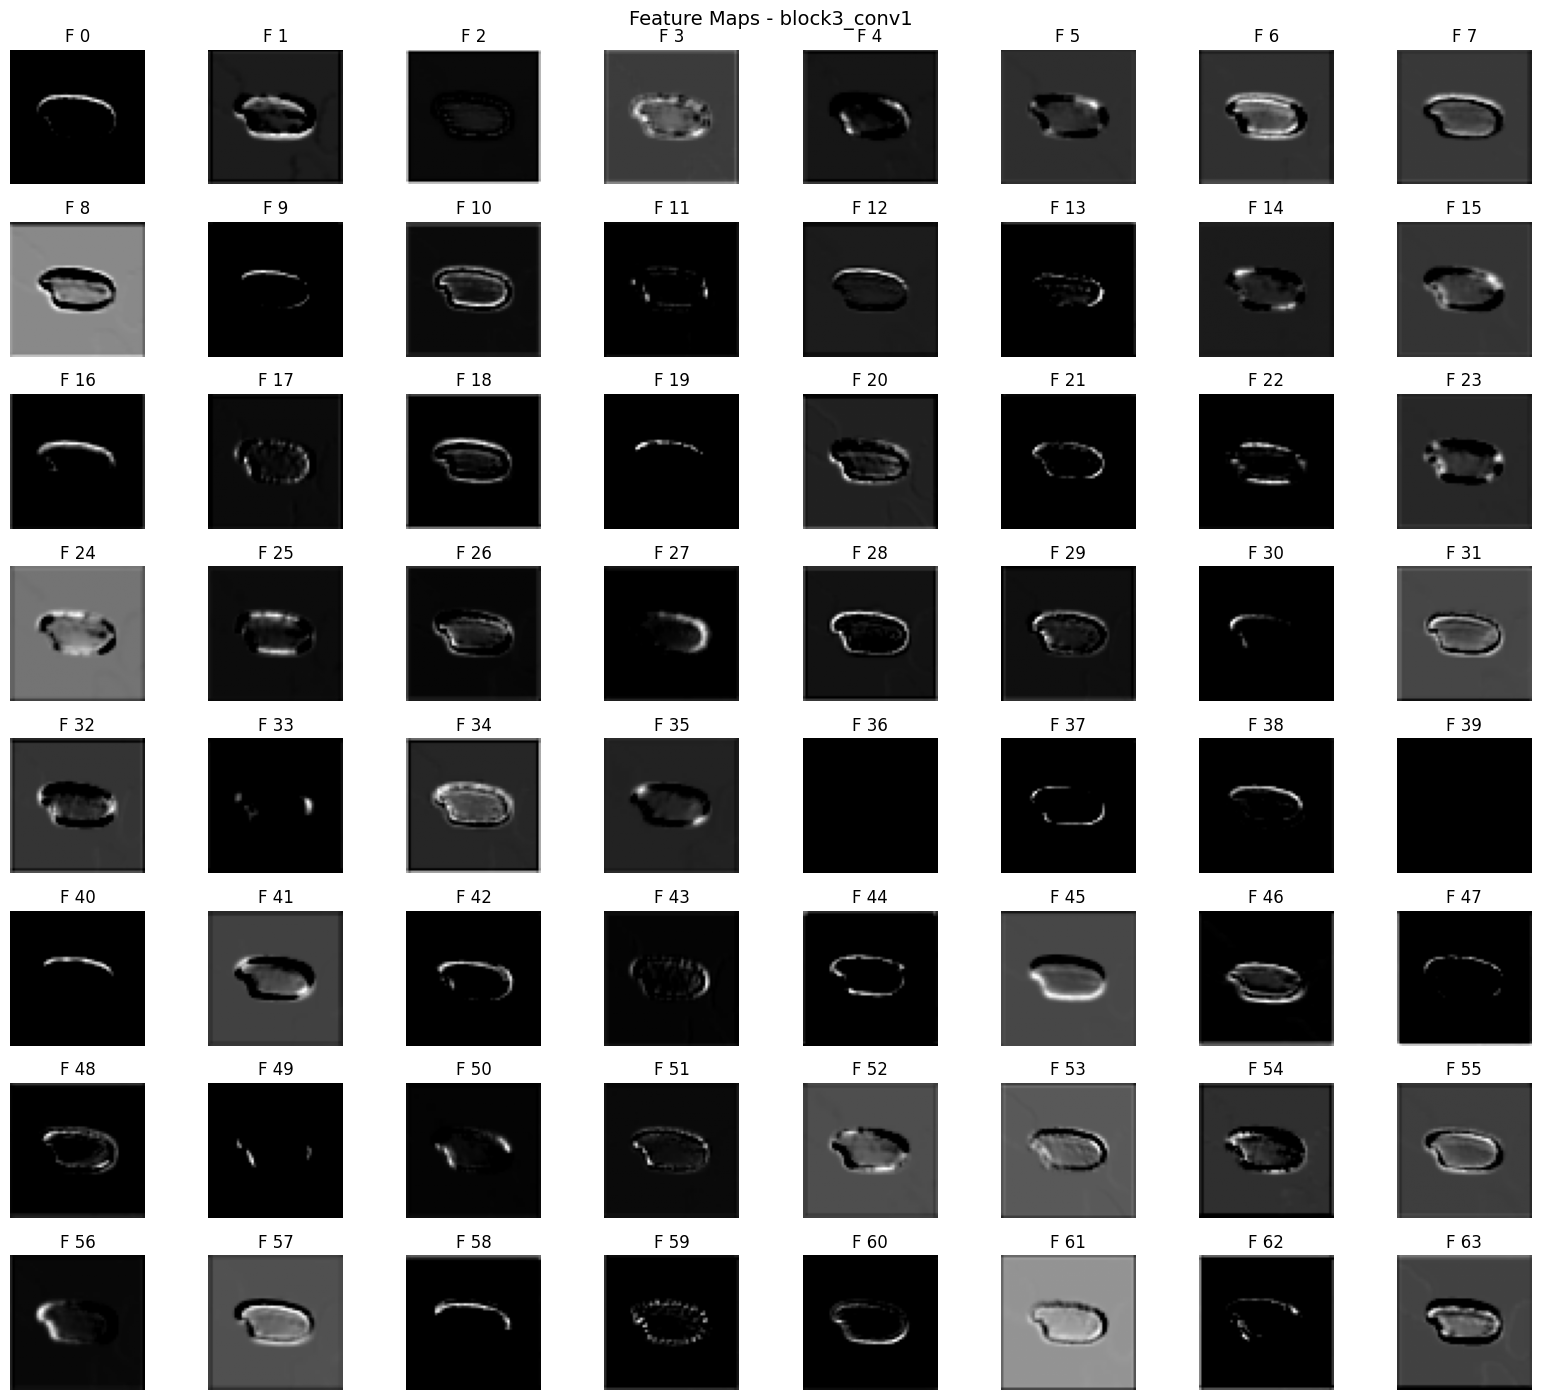 Feature Maps - block3_conv1
F 0 F 1 F 2 F 3 F 4 F 5 F 6 F 7
F 8 F 9 F 10 F 11 F 12 F 13 F 14 F 15
F 16 F 17 F 18 F 19 F 20 F 21 F 22 F 23
F 24 F 25 F 26 F 27 F 28 F 29 F 30 F 31
F 32 F 33 F 34 F 35 F 36 F 37 F 38 F 39
F 40 F 41 F 42 F 43 F 44 F 45 F 46 F 47
F 48 F 49 F 50 F 51 F 52 F 53 F 54 F 55
F 56 F 57 F 58 F 59 F 60 F 61 F 62 F 63